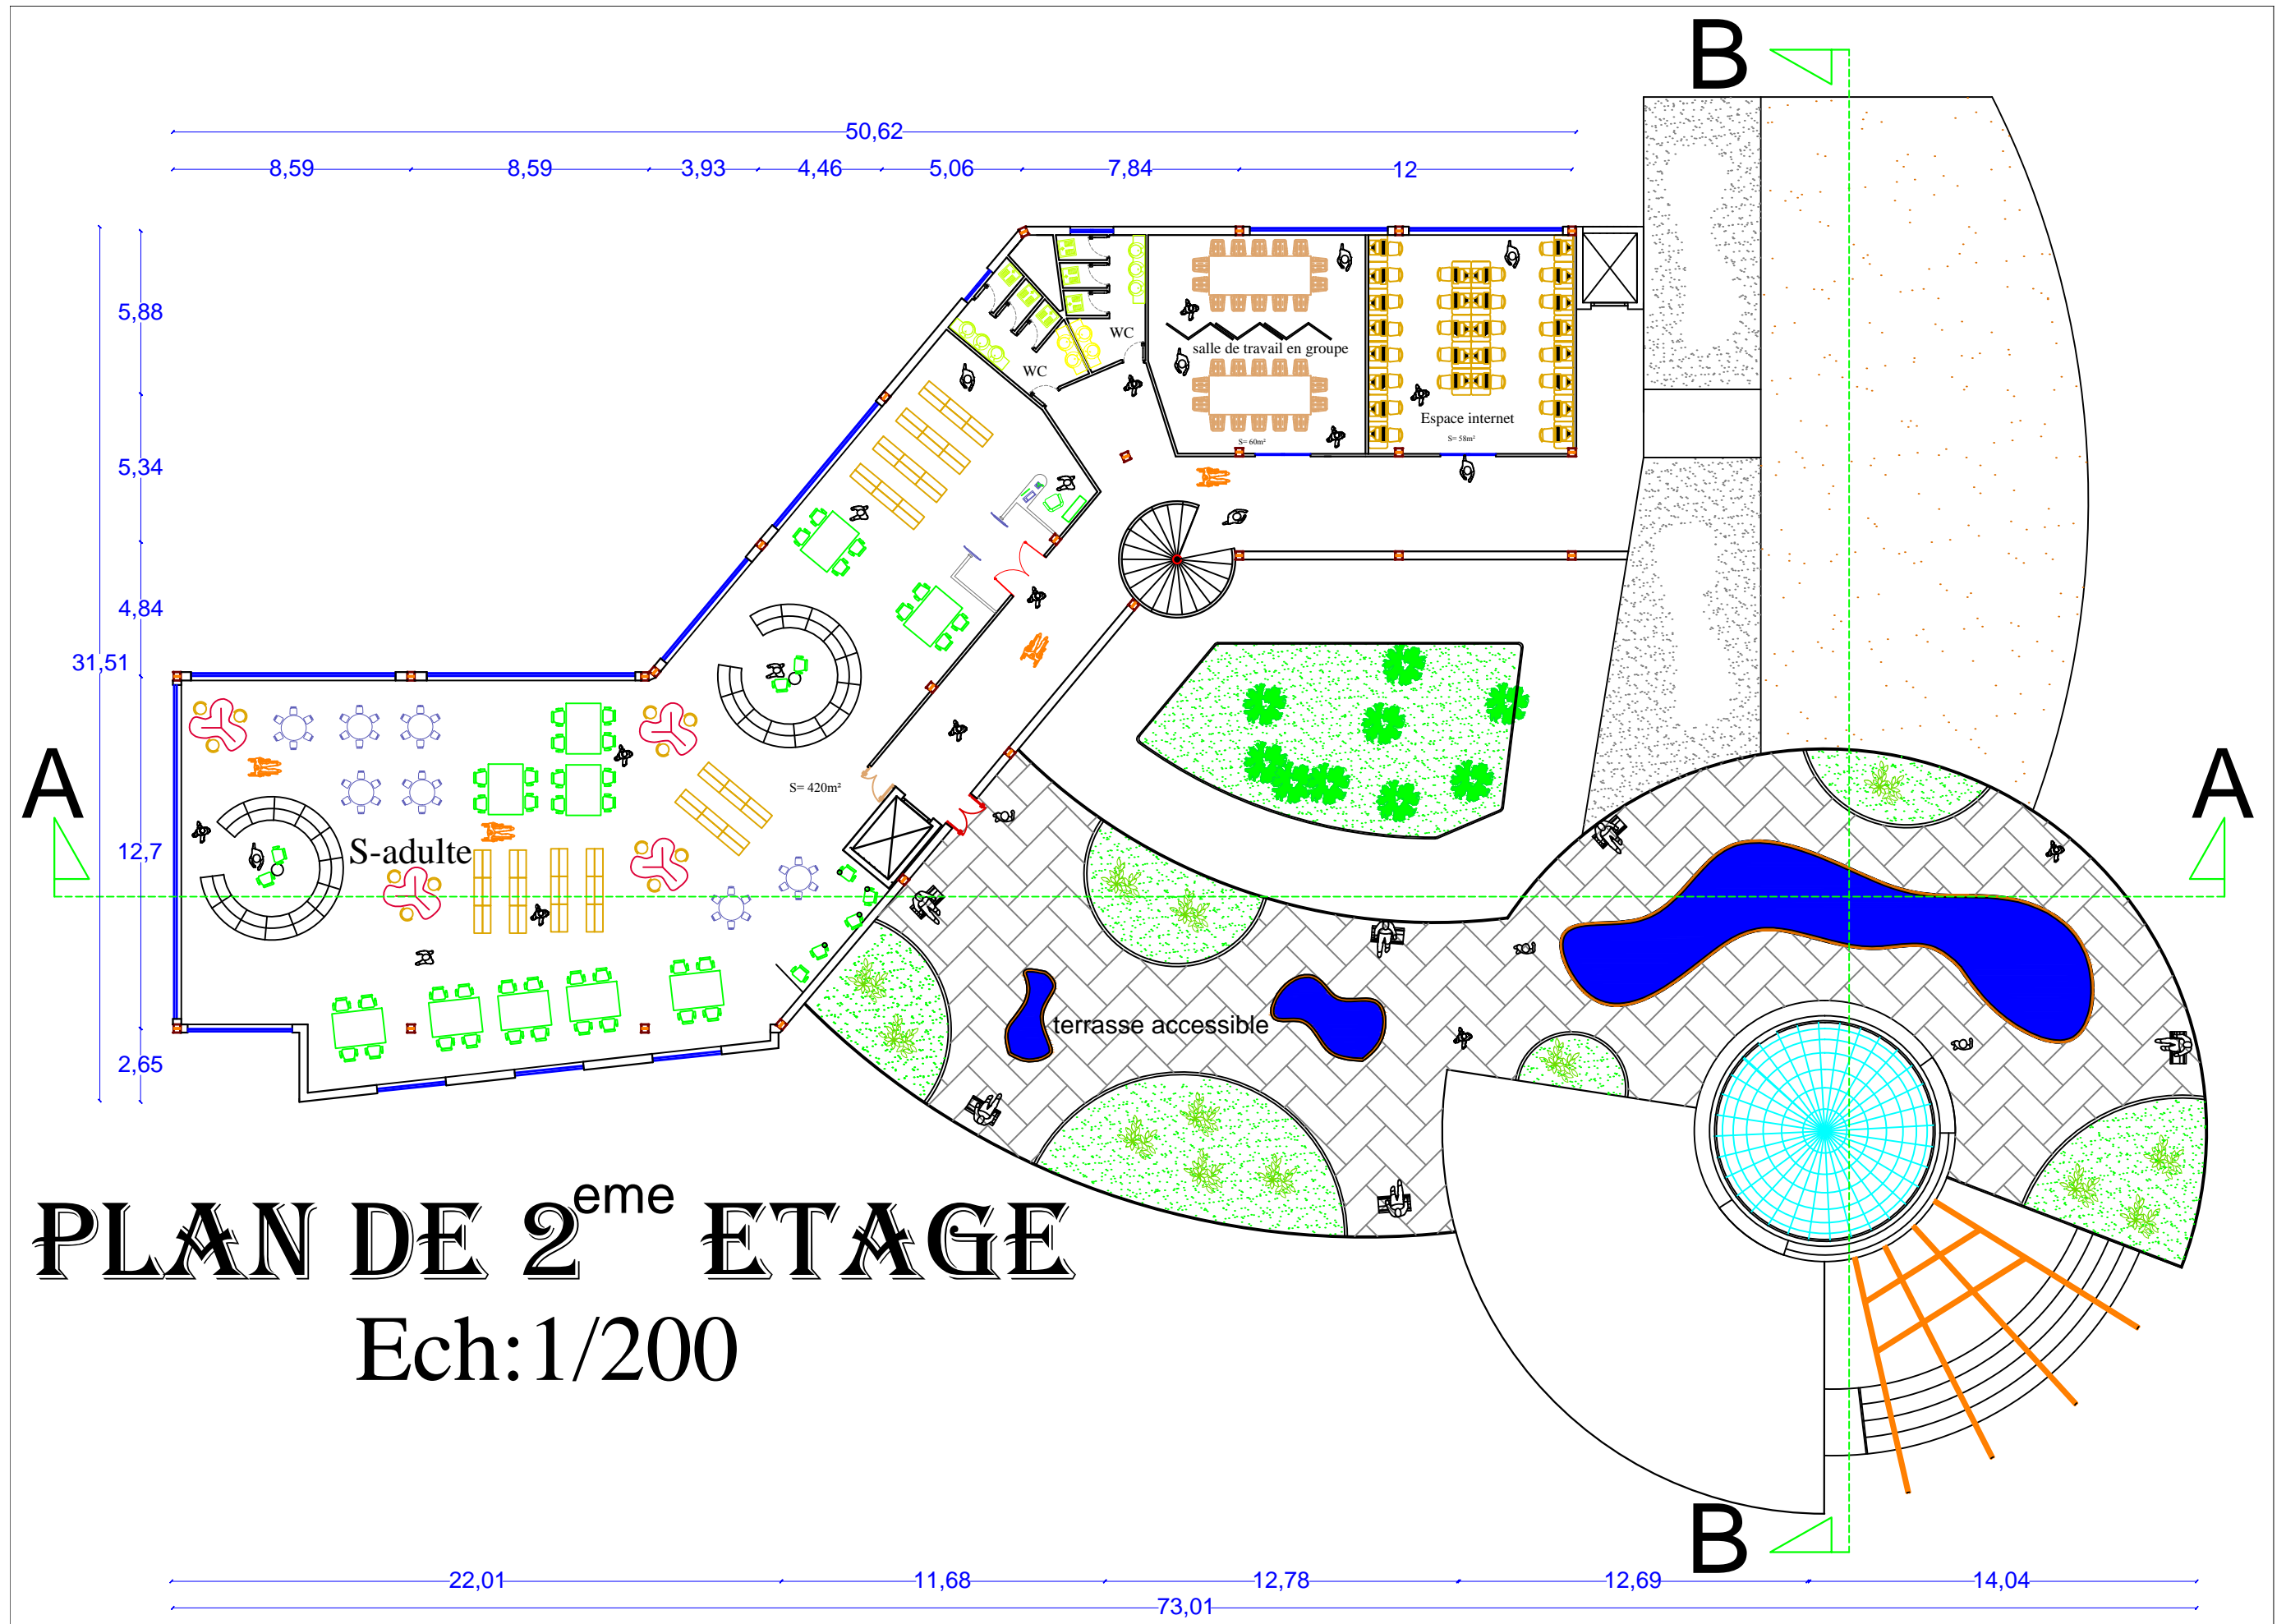 B
50,62
8,59 8,59 3,93 4,46 5,06 7,84 12
5,88
WC
salle de travail en groupe
WC
Espace internet
S= 60m²
S= 58m²
5,34
4,84
31,51
A
A
S= 420m²
12,7
S-adulte
terrasse accessible
2,65
PLAN DE 2eme ETAGE
Ech:1/200
B
22,01 11,68 12,78 12,69 14,04
73,01